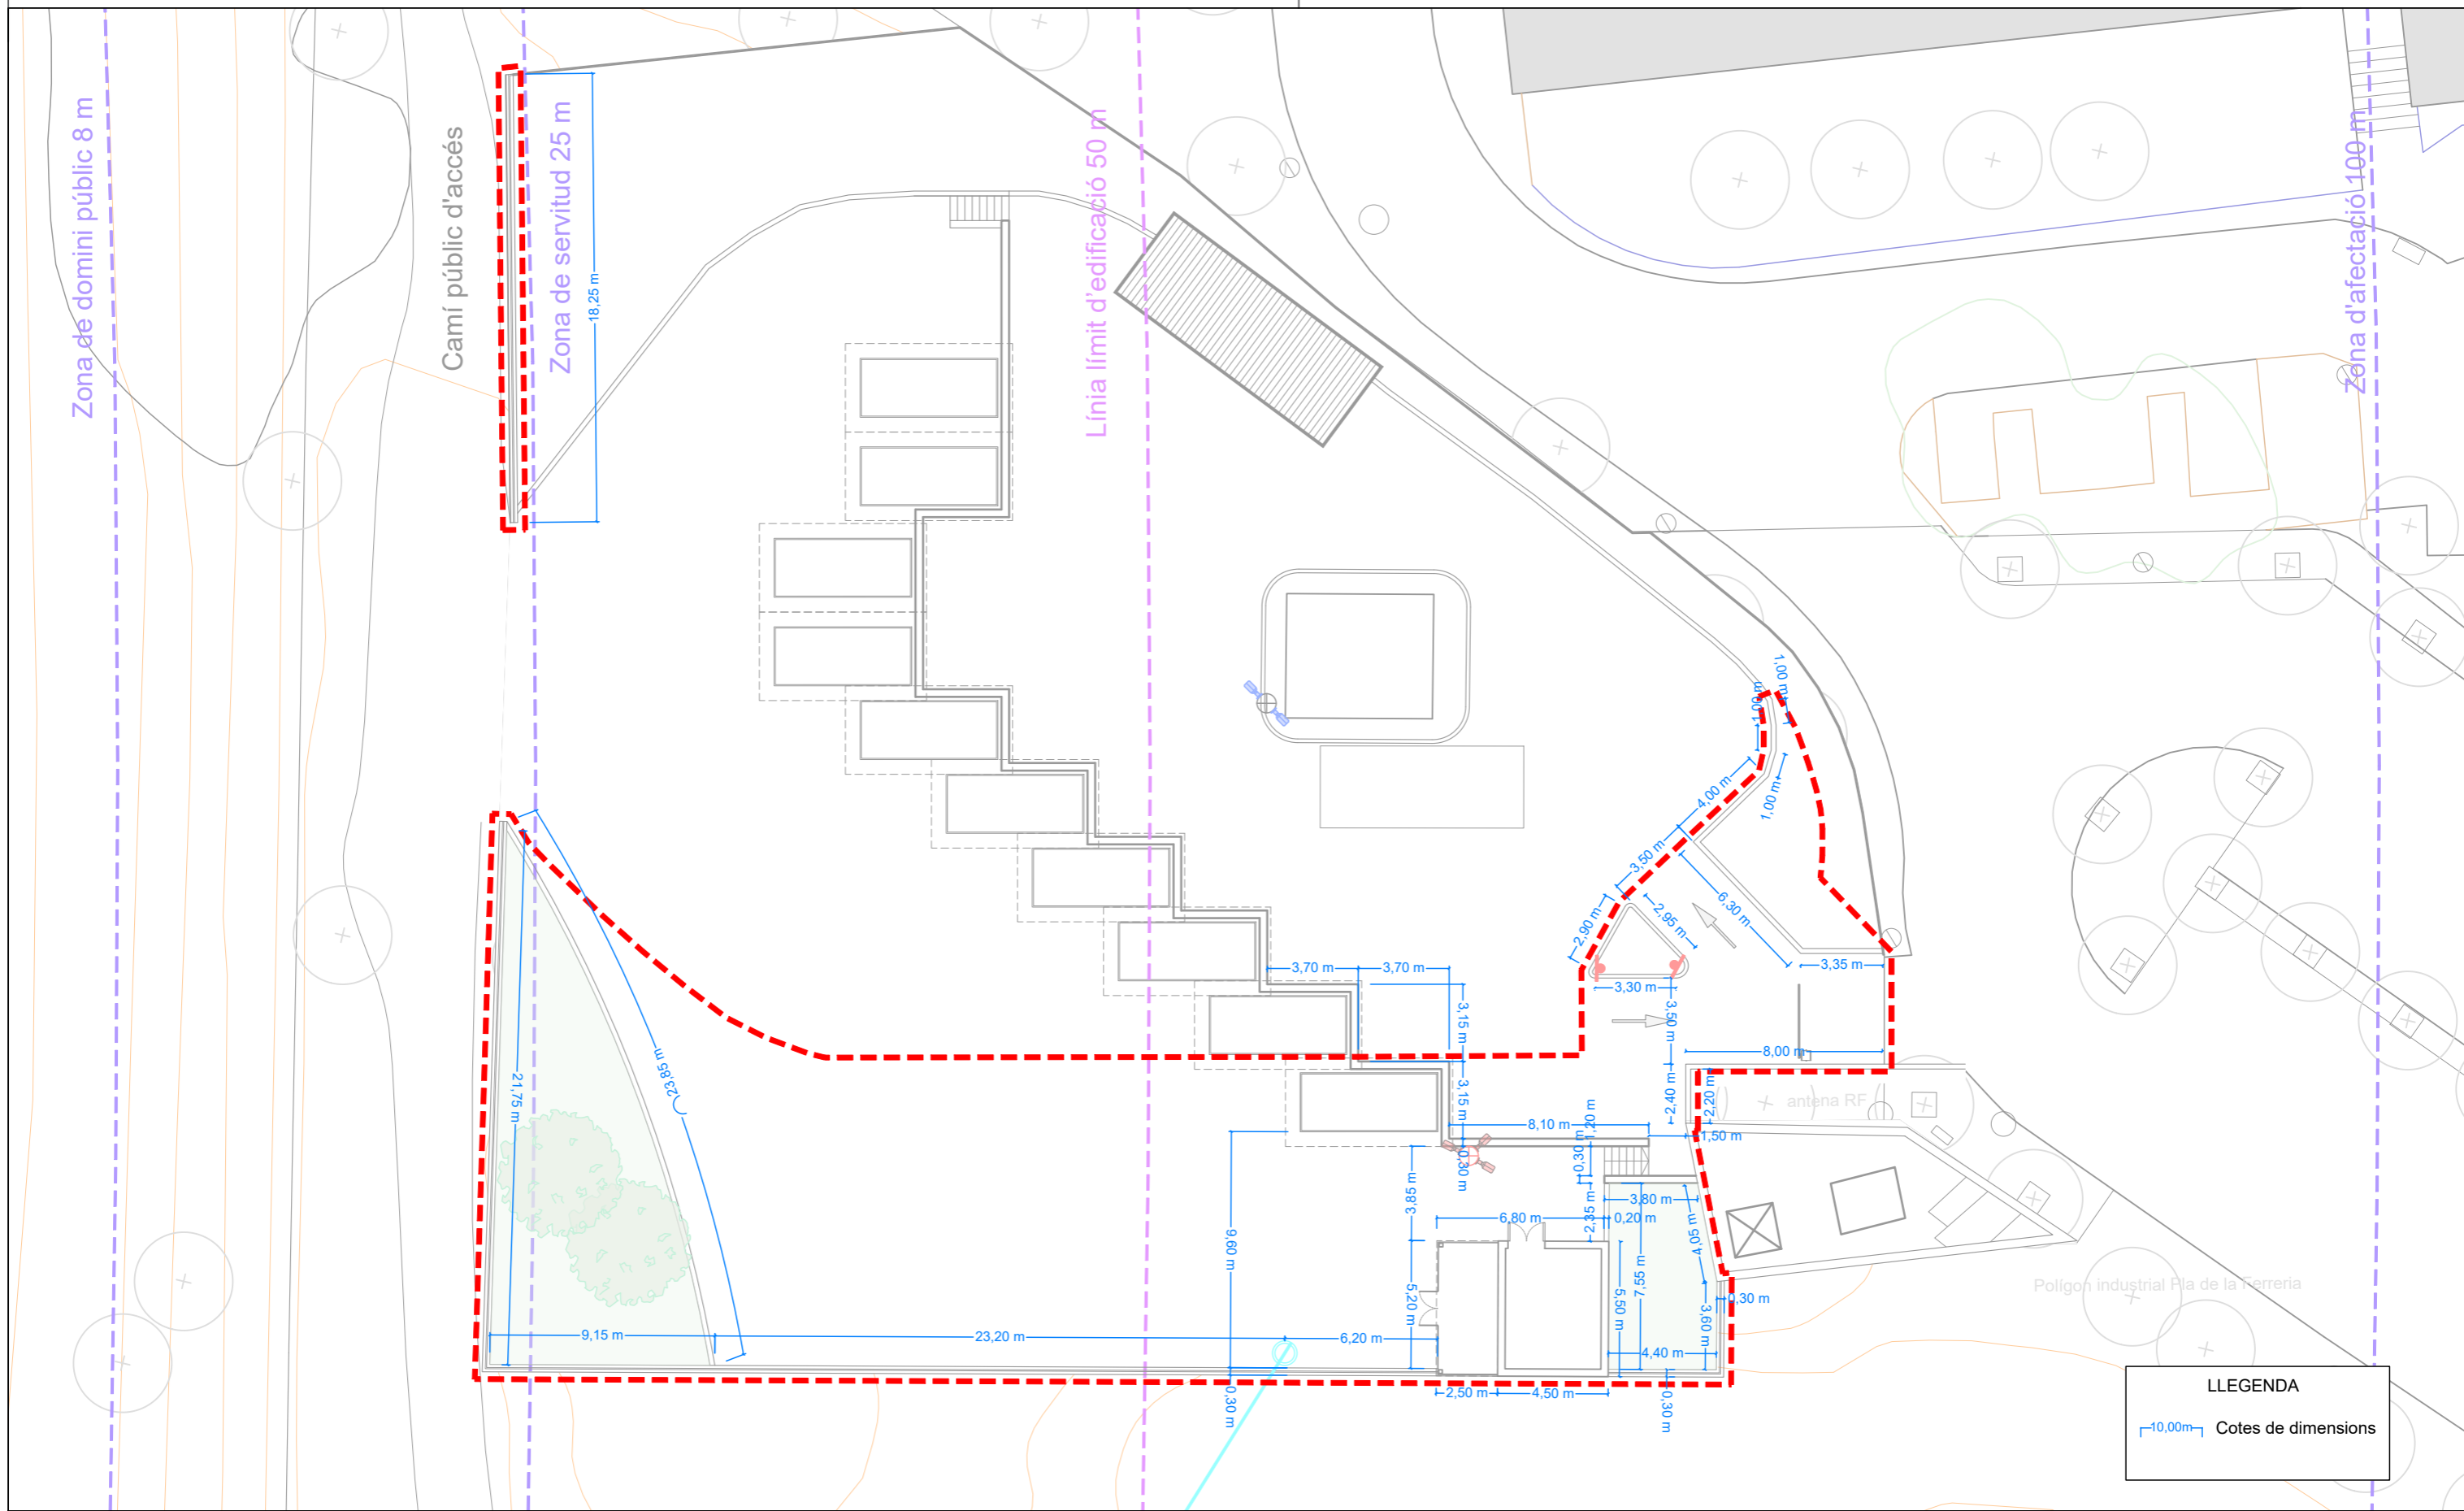 Zona de domini públic 8 m
Camí públic d'accés
Zona de servitud 25 m
18,25 m
Línia límit d'edificació 50 m
Zona d'afectació 100 m
1,00 m
1,00 m
4,00 m
1,00 m
3,50 m
6,30 m
2,90 m
2,95 m
3,35 m
3,30 m
3,70 m
3,70 m
3,15 m
3,50 m
8,00 m
21,75 m
23,85 m
3,15 m
2,40 m
2,20 m
antena RF
8,10 m
1,20 m
1,50 m
0,30 m
0,30 m
3,85 m
3,80 m
2,35 m
6,80 m
0,20 m
4,05 m
9,60 m
7,55 m
5,20 m
5,50 m
3,60 m
0,30 m
Polígon industrial Pla de la Ferreria
9,15 m
23,20 m
6,20 m
4,40 m
0,30 m
2,50 m
4,50 m
0,30 m
LLEGENDA
10,00m
Cotes de dimensions